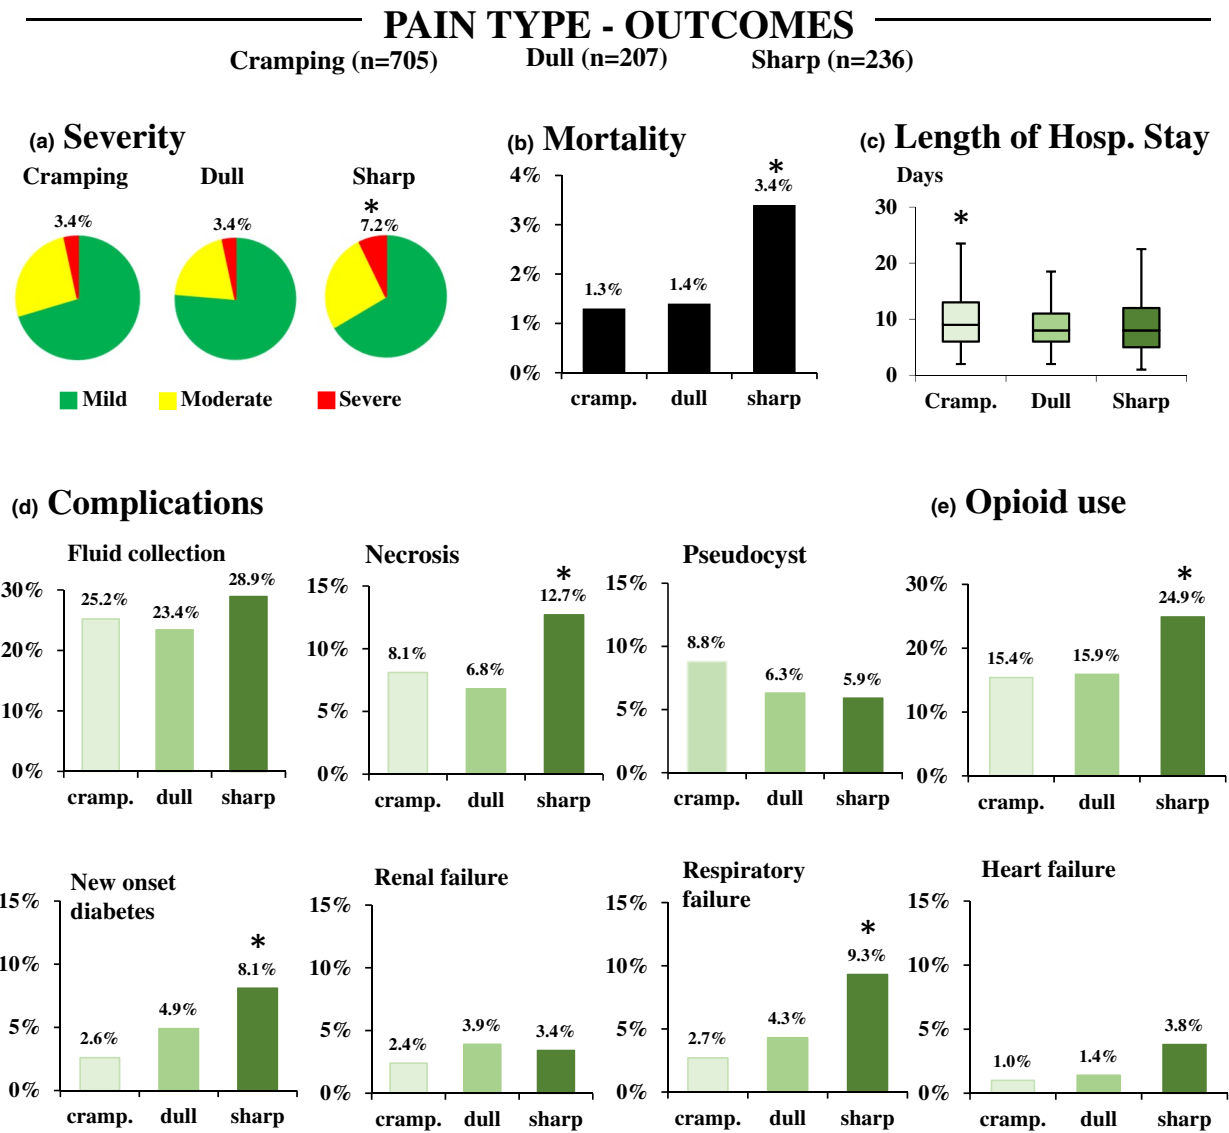 PAIN TYPE - OUTCOMES
Cramping (n=705) Dull (n=207) Sharp (n=236)
(a) Severity
Cramping Dull Sharp
*
3.4% 3.4% 7.2%
Mild Moderate Severe
(b) Mortality
4%
3%
2%
1%
0%
1.3% 1.4% 3.4%
*
cramp. dull sharp
(c) Length of Hosp. Stay
Days
30
20
10
0
*
Cramp. Dull Sharp
(d) Complications
Fluid collection
30%
20%
10%
0%
25.2% 23.4% 28.9%
cramp. dull sharp
Necrosis
15%
10%
5%
0%
8.1% 6.8% 12.7%
*
cramp. dull sharp
Pseudocyst
15%
10%
5%
0%
8.8% 6.3% 5.9%
cramp. dull sharp
(e) Opioid use
30%
20%
10%
0%
15.4% 15.9% 24.9%
*
cramp. dull sharp
New onset
diabetes
15%
10%
5%
0%
2.6% 4.9% 8.1%
*
cramp. dull sharp
Renal failure
15%
10%
5%
0%
2.4% 3.9% 3.4%
cramp. dull sharp
Respiratory
failure
15%
10%
5%
0%
2.7% 4.3% 9.3%
*
cramp. dull sharp
Heart failure
15%
10%
5%
0%
1.0% 1.4% 3.8%
cramp. dull sharp